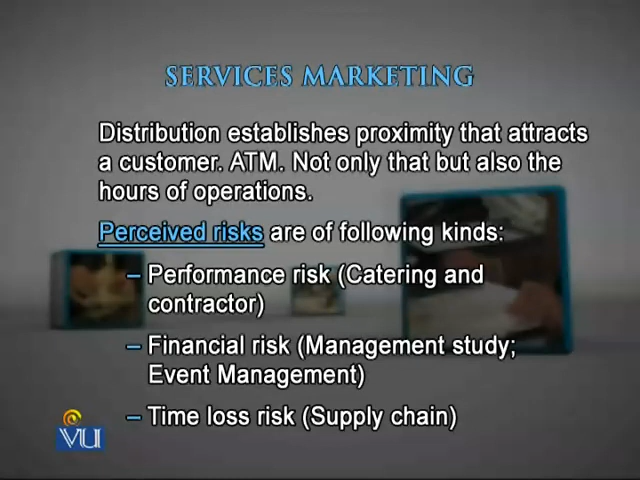 SERVICES MARKETING
Distribution establishes proximity that attracts
a customer. ATM. Not only that but also the
hours of operations.
Perceived risks are of following kinds:
– Performance risk (Catering and
contractor)
– Financial risk (Management study;
Event Management)
– Time loss risk (Supply chain)
VU